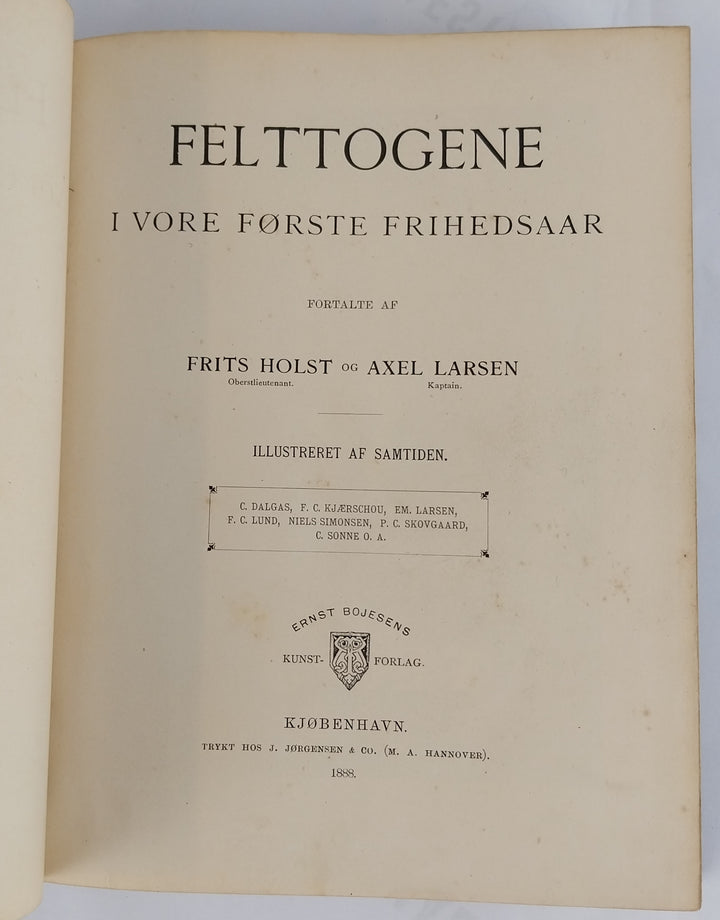 FELTTOGENE
I VORE FØRSTE FRIHEDSAAR
FORTALTE AF
FRITS HOLST OG AXEL LARSEN
Oberstlieutenant. Kaptain.
ILLUSTRERET AF SAMTIDEN.
C. DALGAS, F. C. KJÆRSCHOU, EM. LARSEN,
F. C. LUND, NIELS SIMONSEN, P. C. SKOVGAARD,
C. SONNE O. A.
ERNST BOJESENS
KUNST- FORLAG.
KJØBENHAVN.
TRYKT HOS J. JØRGENSEN & CO. (M. A. HANNOVER).
1888.